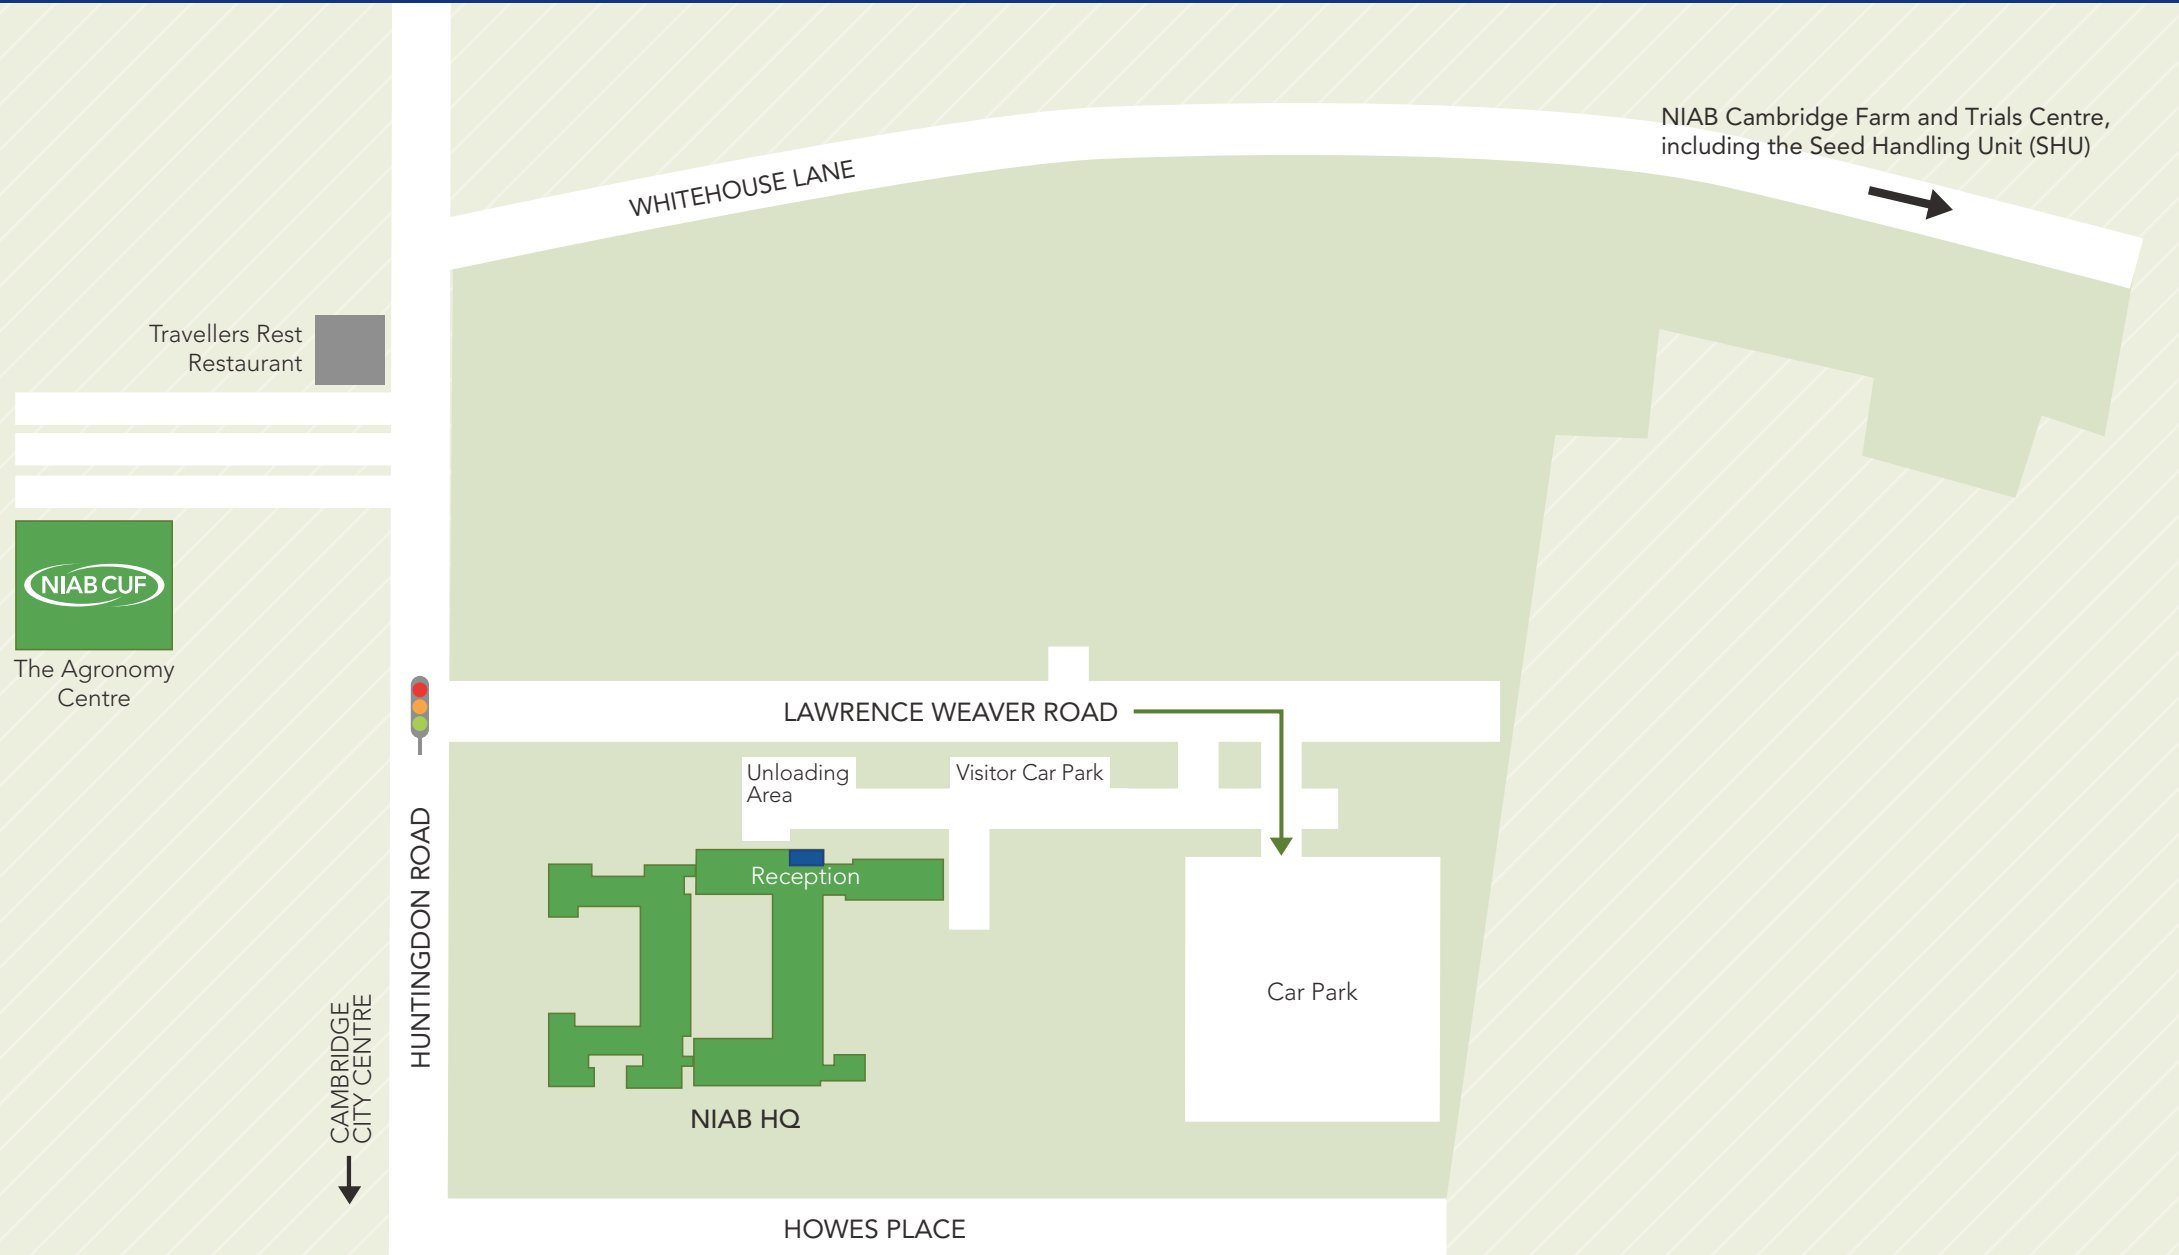 NIAB Cambridge Farm and Trials Centre,
including the Seed Handling Unit (SHU)
WHITEHOUSE LANE
Travellers Rest
Restaurant
NIAB CUF
The Agronomy
Centre
LAWRENCE WEAVER ROAD
Unloading
Area
Visitor Car Park
HUNTINGDON ROAD
Reception
Car Park
CAMBRIDGE
CITY CENTRE
NIAB HQ
HOWES PLACE